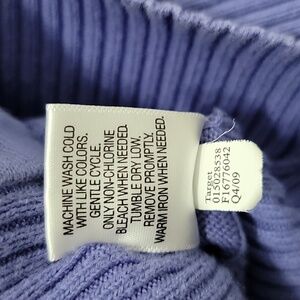 MACHINE WASH COLD
WITH LIKE COLORS.
GENTLE CYCLE.
ONLY NON-CHLORINE
BLEACH WHEN NEEDED.
TUMBLE DRY LOW.
REMOVE PROMPTLY.
WARM IRON WHEN NEEDED.
Target
015028538
F16776042
Q4/09